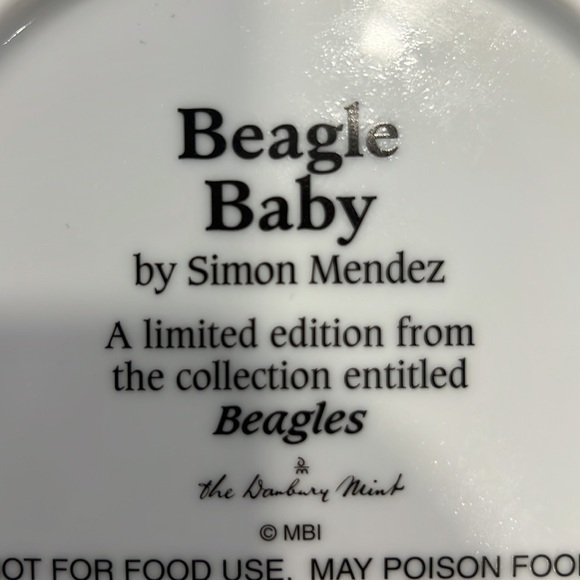 Beagle
Baby
by Simon Mendez
A limited edition from
the collection entitled
Beagles
the Danbury Mint
© MBI
OT FOR FOOD USE. MAY POISON FOO